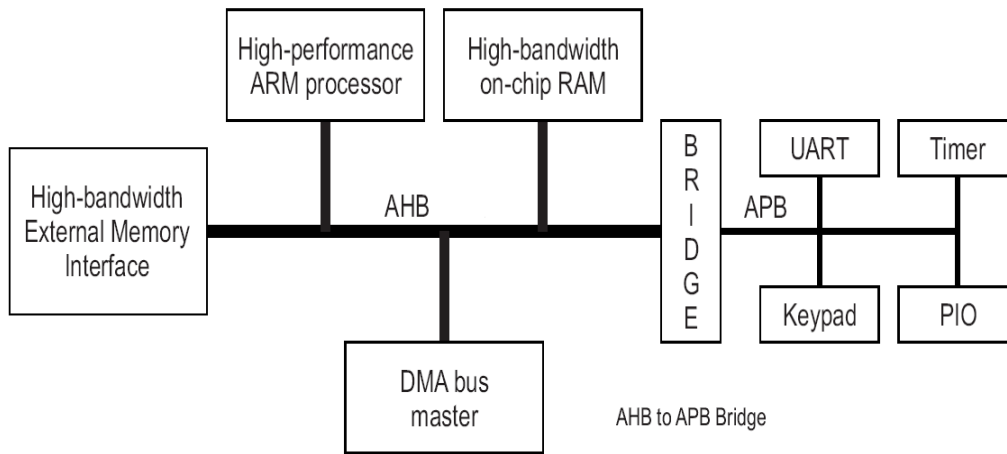 High-performance
ARM processor
High-bandwidth
on-chip RAM
High-bandwidth
External Memory
Interface
AHB
B
R
I
D
G
E
APB
UART
Timer
Keypad
PIO
DMA bus
master
AHB to APB Bridge